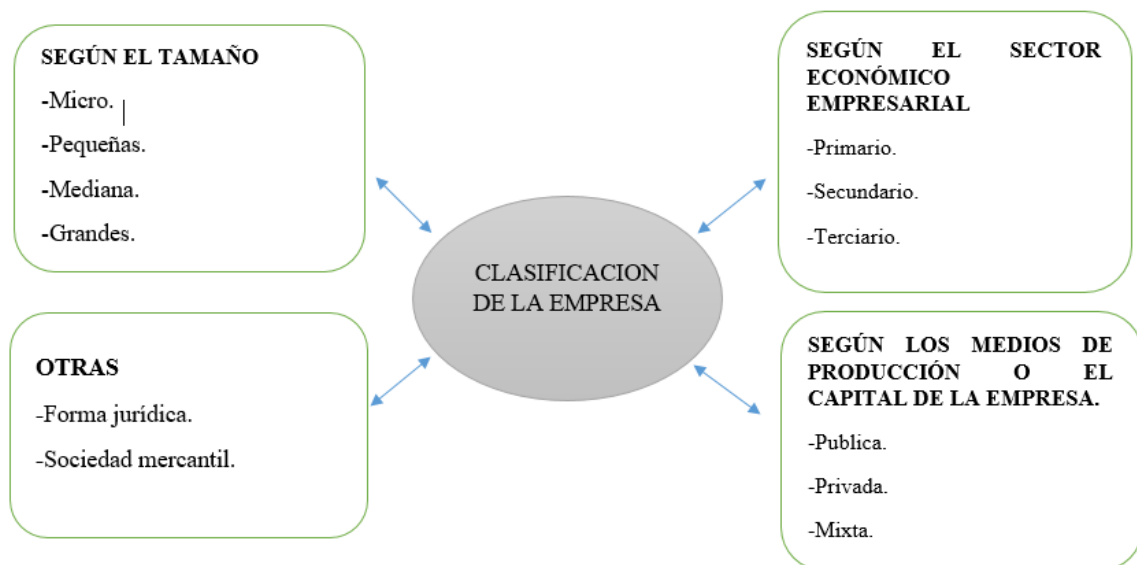 SEGÚN EL TAMAÑO
-Micro.
-Pequeñas.
-Mediana.
-Grandes.
SEGÚN EL SECTOR
ECONÓMICO
EMPRESARIAL
-Primario.
-Secundario.
-Terciario.
CLASIFICACION
DE LA EMPRESA
OTRAS
-Forma jurídica.
-Sociedad mercantil.
SEGÚN LOS MEDIOS DE
PRODUCCIÓN O EL
CAPITAL DE LA EMPRESA.
-Publica.
-Privada.
-Mixta.